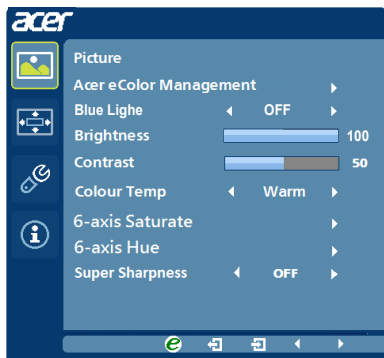 acer
Picture
Acer eColor Management
Blue Lighe OFF
Brightness 100
Contrast 50
Colour Temp Warm
6-axis Saturate
6-axis Hue
Super Sharpness OFF
e